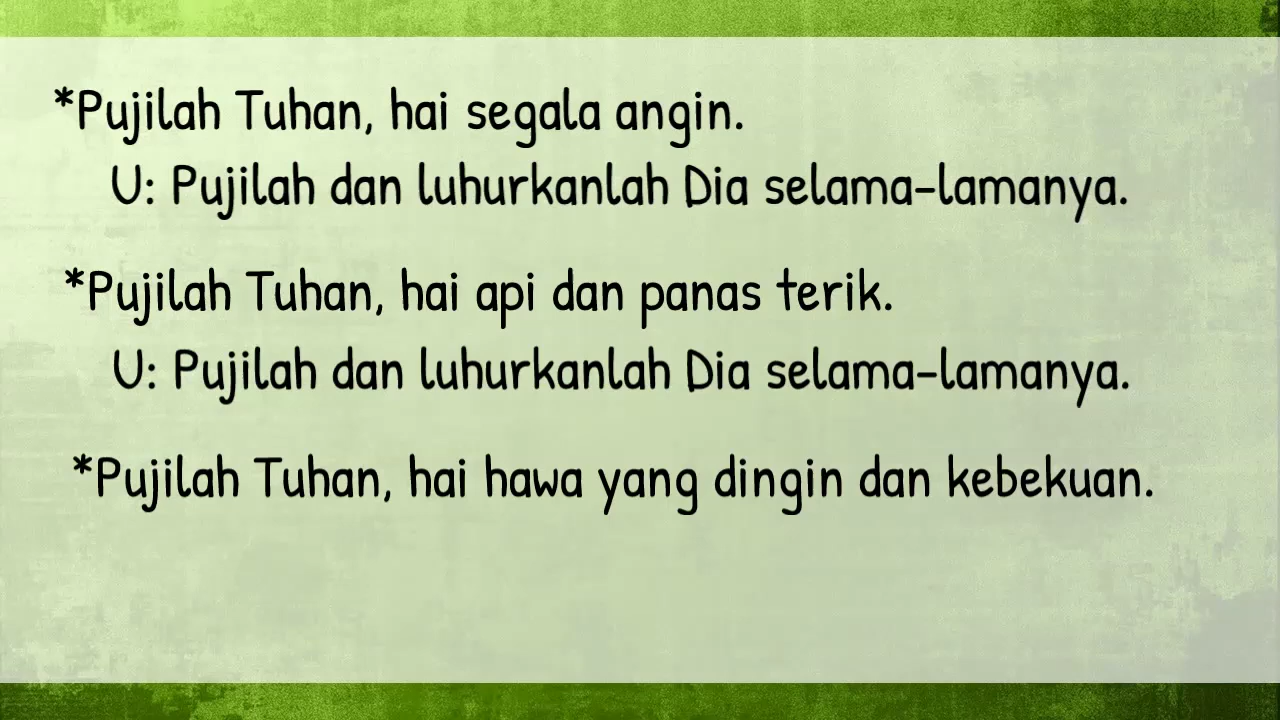 *Pujilah Tuhan, hai segala angin.
U: Pujilah dan luhurkanlah Dia selama-lamanya.
*Pujilah Tuhan, hai api dan panas terik.
U: Pujilah dan luhurkanlah Dia selama-lamanya.
*Pujilah Tuhan, hai hawa yang dingin dan kebekuan.